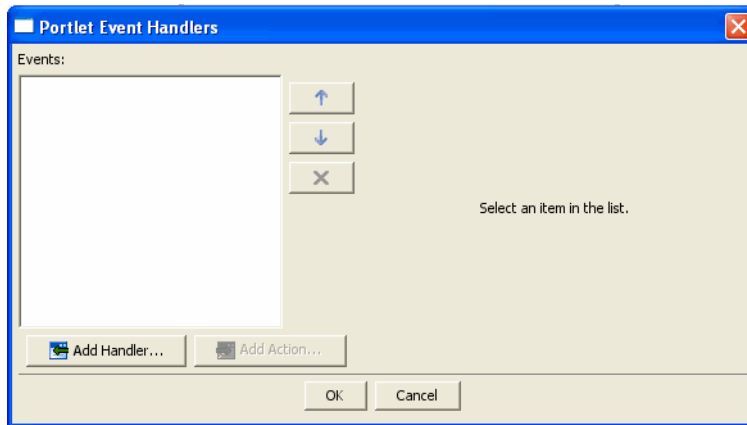 Portlet Event Handlers
Events:
Select an item in the list.
Add Handler...
Add Action...
OK
Cancel